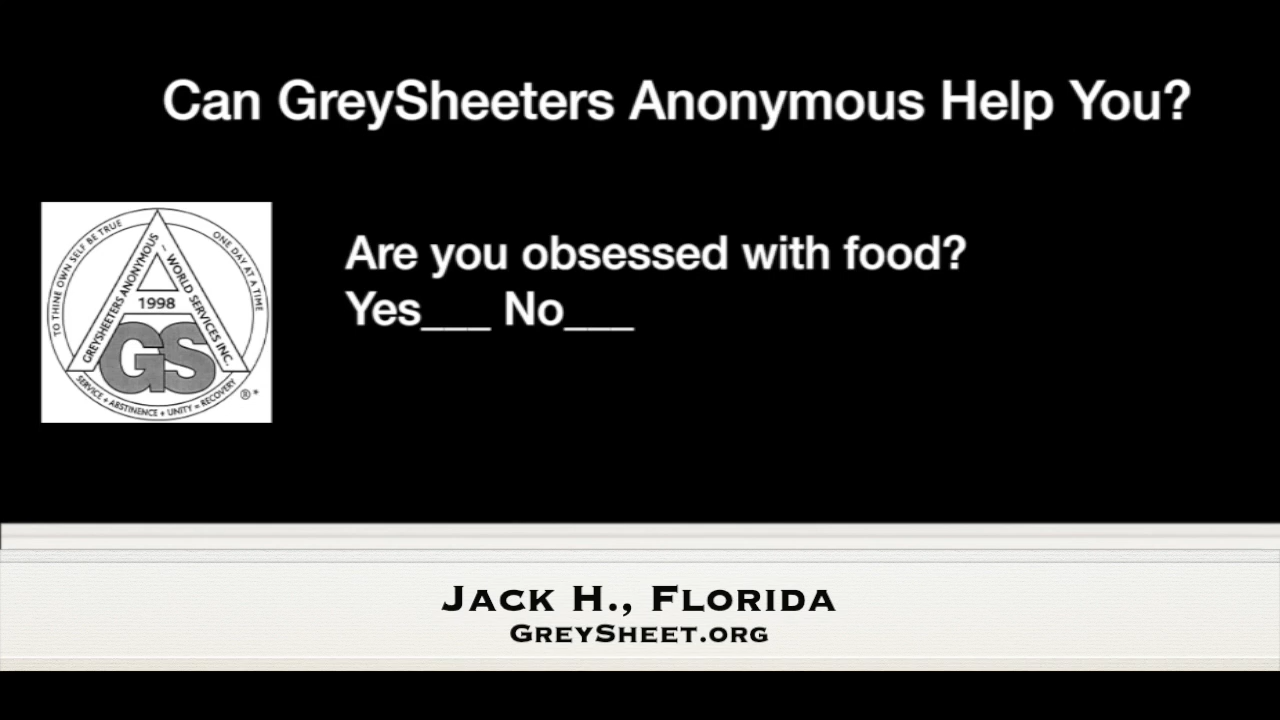 Can GreySheeters Anonymous Help You?
TO THINE OWN SELF BE TRUE
ONE DAY AT A TIME
GREYSHEETERS ANONYMOUS ~ WORLD SERVICES INC.
1998
GS
SERVICE + ABSTINENCE + UNITY = RECOVERY
®*
Are you obsessed with food?
Yes___ No___
JACK H., FLORIDA
GREYSHEET.ORG